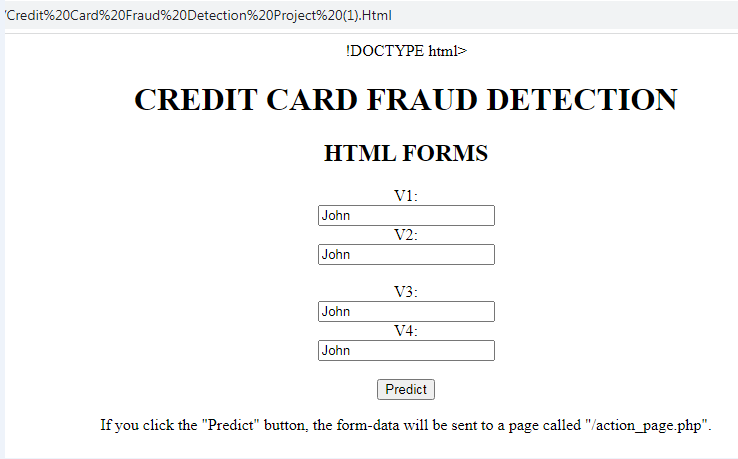 'Credit%20Card%20Fraud%20Detection%20Project%20(1).Html
!DOCTYPE html>
CREDIT CARD FRAUD DETECTION
HTML FORMS
V1:
John
V2:
John
V3:
John
V4:
John
Predict
If you click the "Predict" button, the form-data will be sent to a page called "/action_page.php".